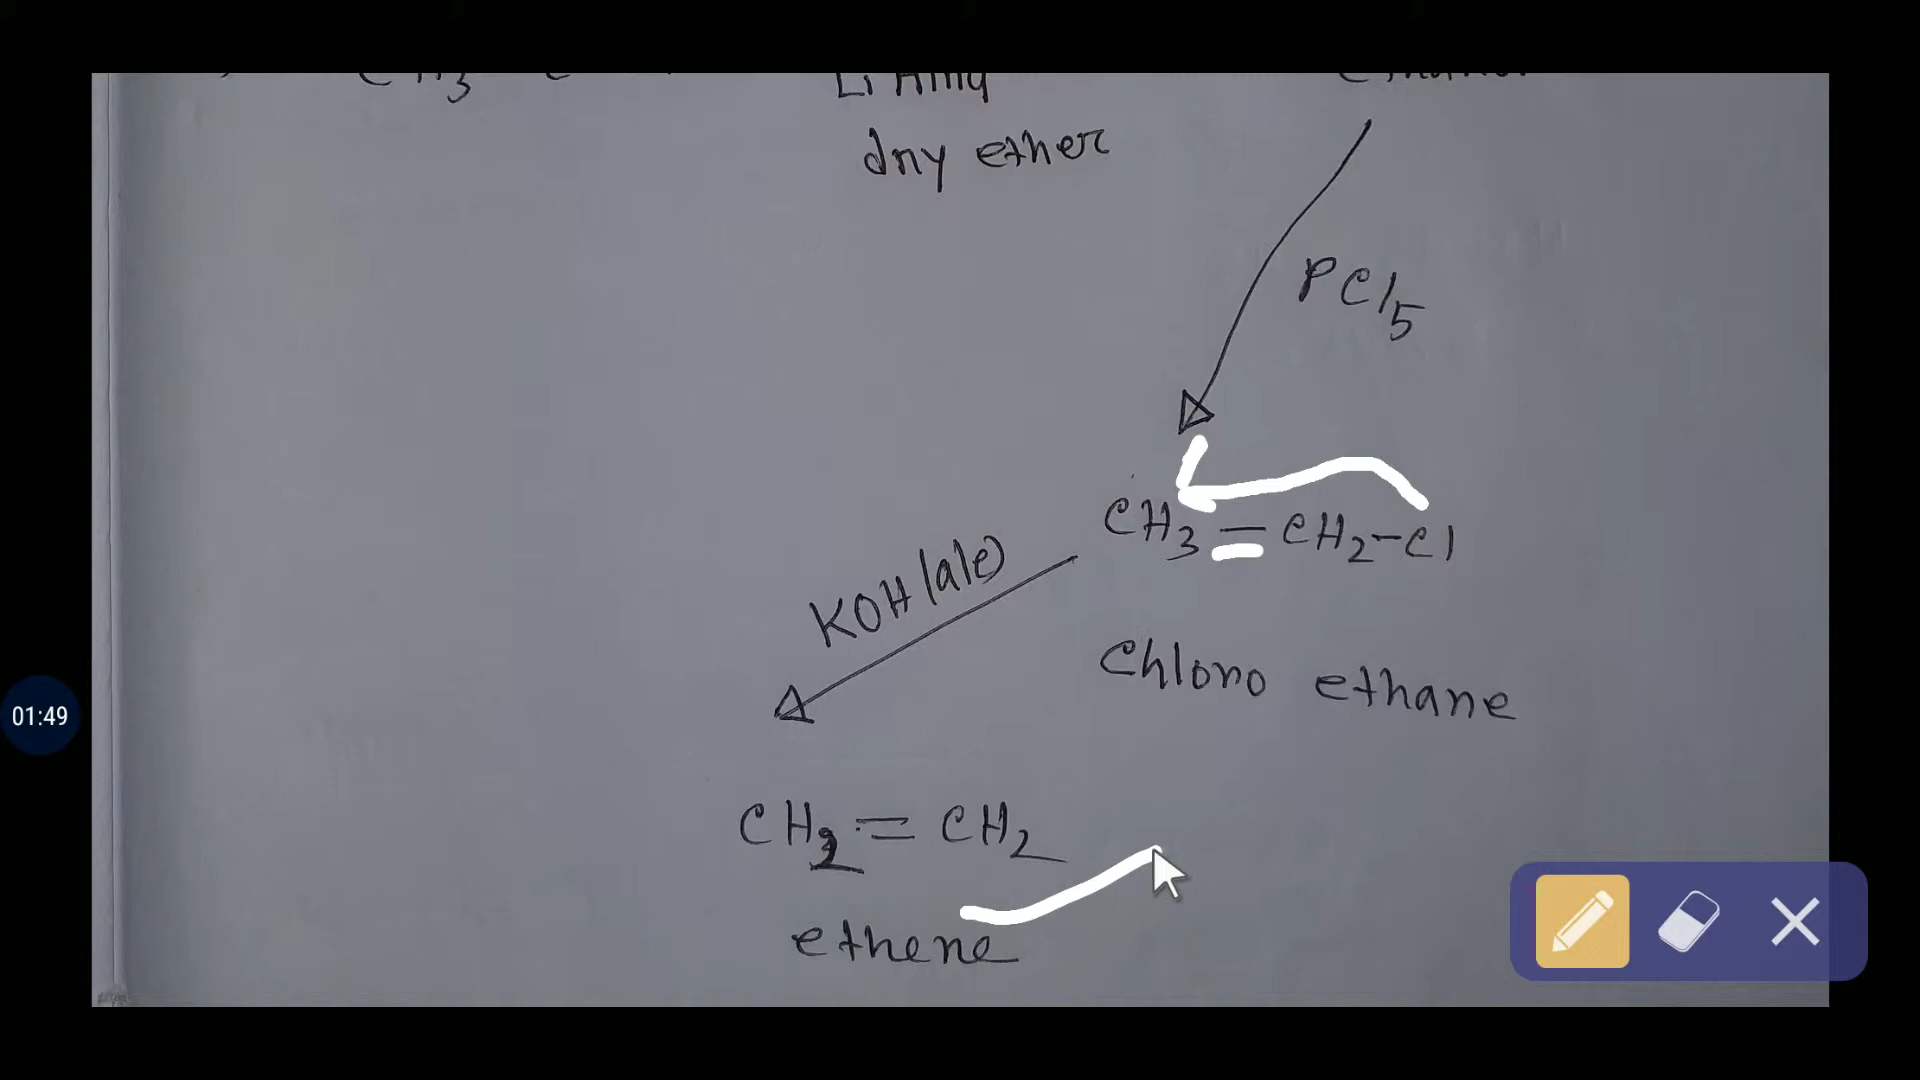 dry ether
PCl5
CH3 = CH2-Cl
KOH (alc)
Chloro ethane
01:49
CH2 = CH2
ethene